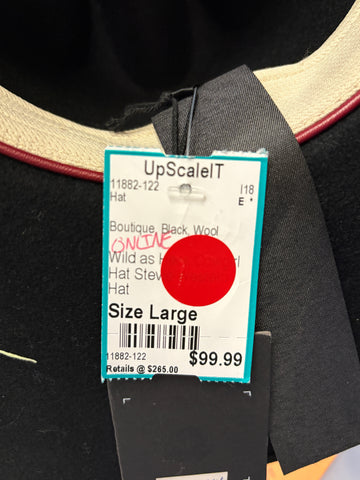 UpScaleIT
11882-122 I18
Hat E *
Boutique, Black, Wool
ONLINE
Wild as
Hat
Hat
Size Large
11882-122 $99.99
Retails @ $265.00